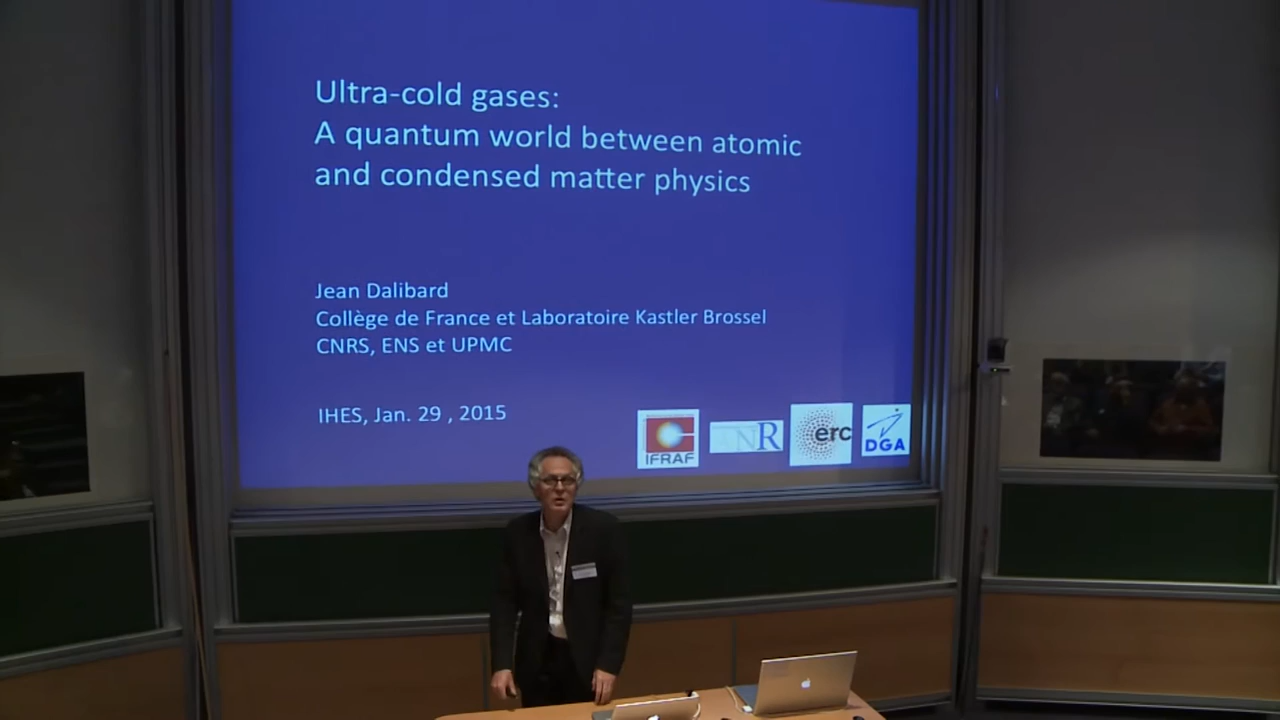 Ultra-cold gases:
A quantum world between atomic
and condensed matter physics
Jean Dalibard
Collège de France et Laboratoire Kastler Brossel
CNRS, ENS et UPMC
IHES, Jan. 29 , 2015
IFRAF
NR
erc
DGA